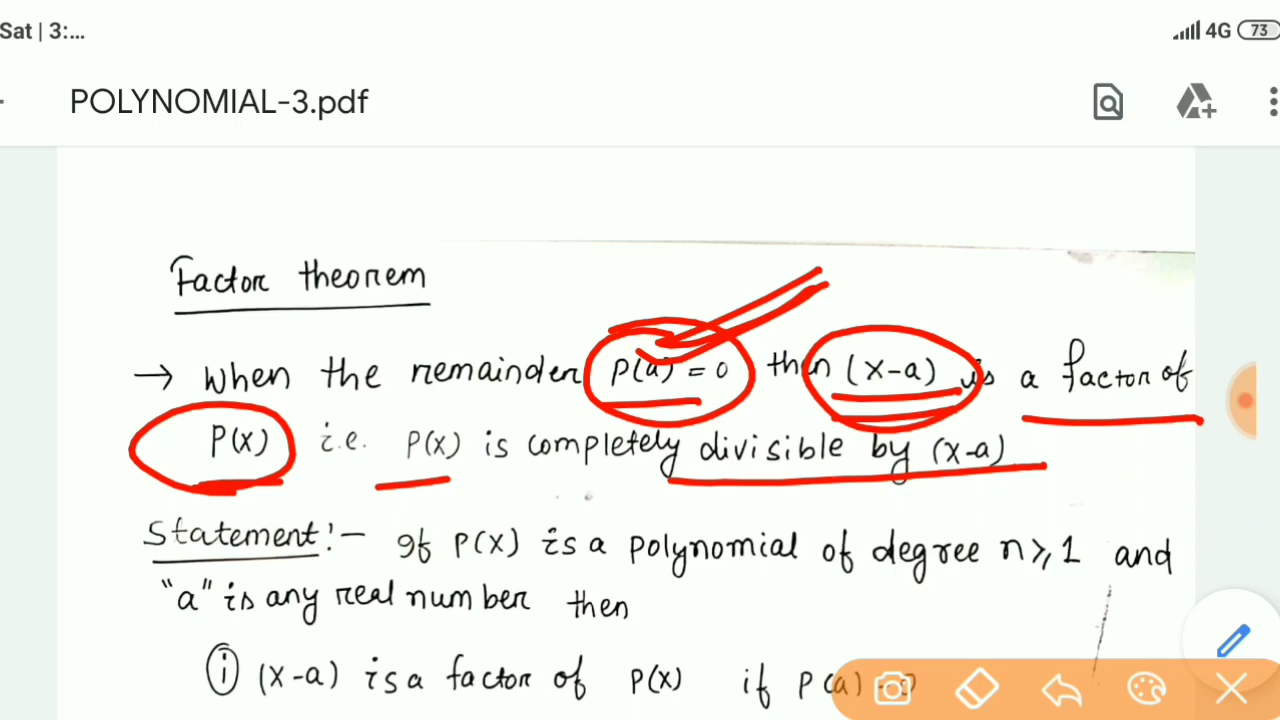 Sat | 3:...
4G 73
POLYNOMIAL-3.pdf
Factor theorem
→ When the remainder P(a) = 0 then (x-a) is a factor of
P(x) i.e. P(x) is completely divisible by (x-a)
Statement:- If P(x) is a polynomial of degree n⩾1 and
"a" is any real number then
ⓘ (x-a) is a factor of P(x) if P(a) = 0